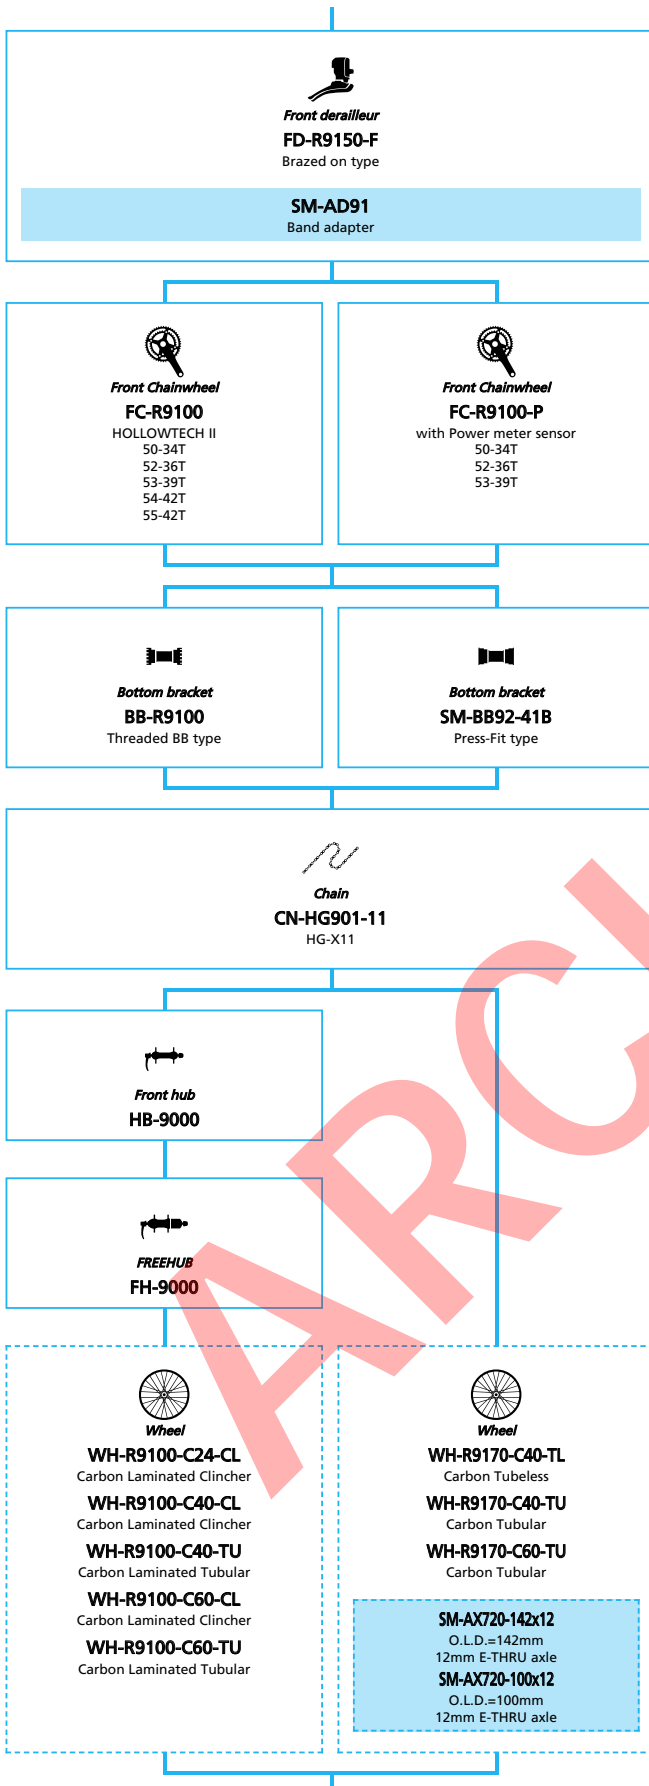 Front derailleur
FD-R9150-F
Brazed on type
SM-AD91
Band adapter
Front Chainwheel
FC-R9100
HOLLOWTECH II
50-34T
52-36T
53-39T
54-42T
55-42T
Front Chainwheel
FC-R9100-P
with Power meter sensor
50-34T
52-36T
53-39T
Bottom bracket
BB-R9100
Threaded BB type
Bottom bracket
SM-BB92-41B
Press-Fit type
Chain
CN-HG901-11
HG-X11
Front hub
HB-9000
FREEHUB
FH-9000
Wheel
WH-R9100-C24-CL
Carbon Laminated Clincher
WH-R9100-C40-CL
Carbon Laminated Clincher
WH-R9100-C40-TU
Carbon Laminated Tubular
WH-R9100-C60-CL
Carbon Laminated Clincher
WH-R9100-C60-TU
Carbon Laminated Tubular
Wheel
WH-R9170-C40-TL
Carbon Tubeless
WH-R9170-C40-TU
Carbon Tubular
WH-R9170-C60-TU
Carbon Tubular
SM-AX720-142x12
O.L.D.=142mm
12mm E-THRU axle
SM-AX720-100x12
O.L.D.=100mm
12mm E-THRU axle
ARC